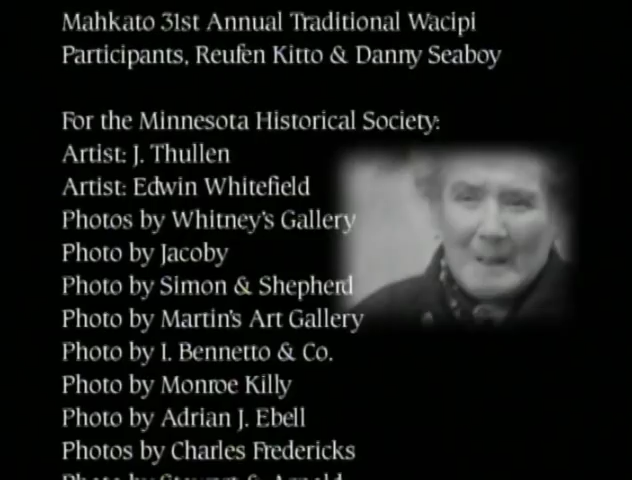 Mahkato 31st Annual Traditional Wacipi
Participants, Reufen Kitto & Danny Seaboy
For the Minnesota Historical Society:
Artist: J. Thullen
Artist: Edwin Whitefield
Photos by Whitney's Gallery
Photo by Jacoby
Photo by Simon & Shepherd
Photo by Martin's Art Gallery
Photo by I. Bennetto & Co.
Photo by Monroe Killy
Photo by Adrian J. Ebell
Photos by Charles Fredericks